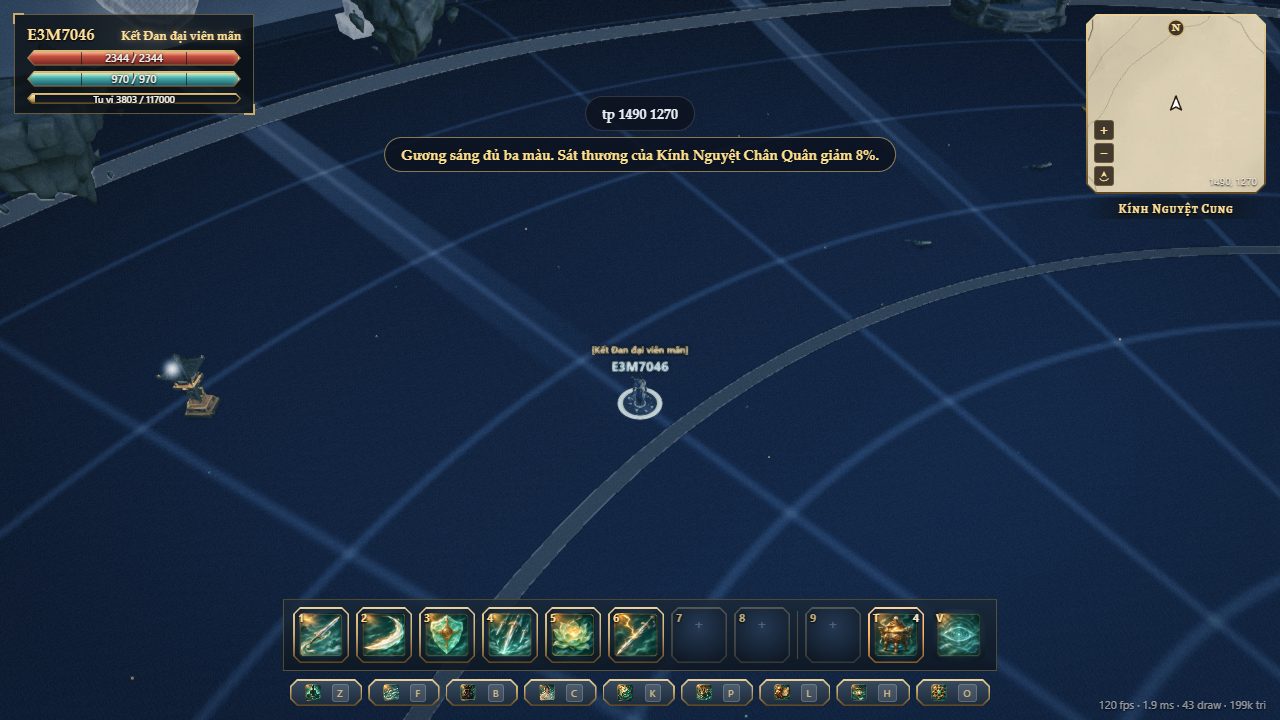 E3M7046 Kết Đan đại viên mãn
2344 / 2344
970 / 970
Tu vi 3803 / 117000
tp 1490 1270
Gương sáng đủ ba màu. Sát thương của Kính Nguyệt Chân Quân giảm 8%.
N
+
−
1490, 1270
Kính Nguyệt Cung
[Kết Đan đại viên mãn]
E3M7046
1 2 3 4 5 6 7 8 9 T 4 V
+ + +
Z F B C K P L H O
120 fps · 1.9 ms · 43 draw · 199k tri